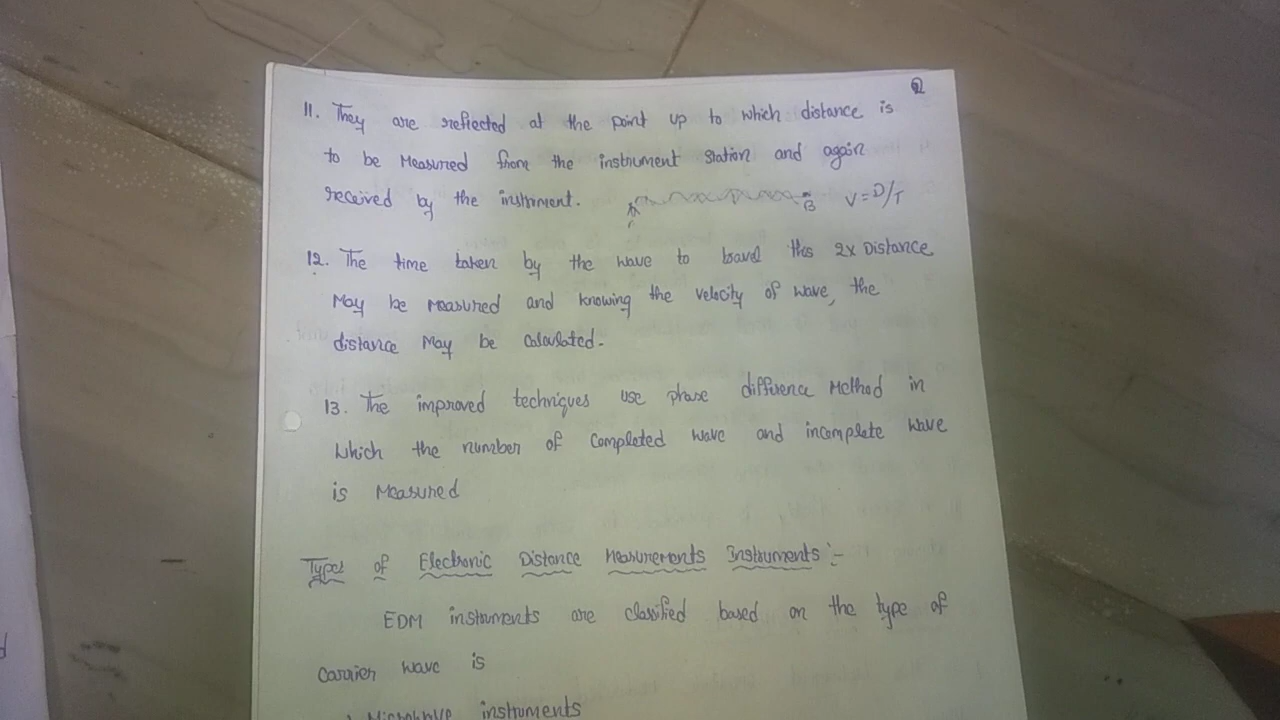 2
11. They are reflected at the point up to which distance is
to be Measured from the instrument station and again
received by the instriment. A B V = D/T
12. The time taken by the wave to travel this 2x Distance
May be Measured and knowing the velocity of wave, the
distance May be Calculated.
13. The improved techniques use phase diffrence Method in
which the number of Completed wave and incomplete wave
is Measured
Types of Electronic Distance Measurements Instruments :-
EDM instruments are classified based on the type of
Carrier wave is
Microwave instruments